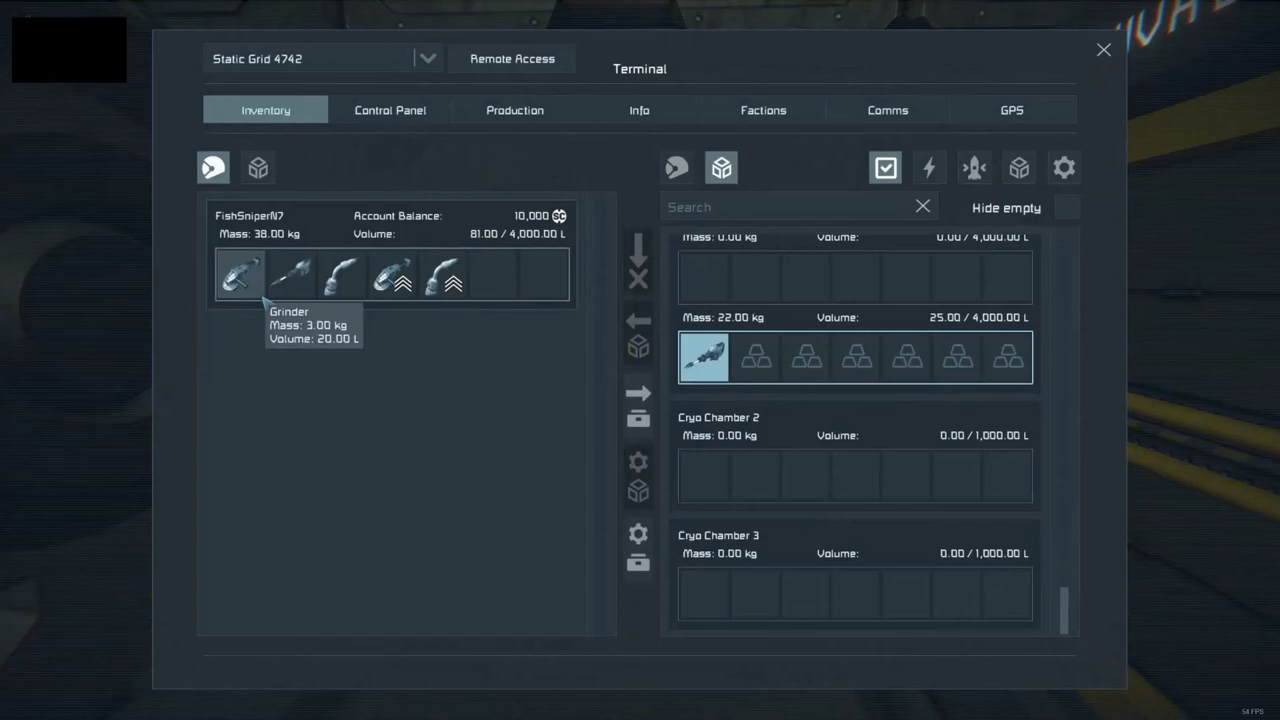 Static Grid 4742
Remote Access
Terminal
Inventory
Control Panel
Production
Info
Factions
Comms
GPS
FishSniperN7
Account Balance:
10,000 SC
Mass: 38.00 kg
Volume:
81.00 / 4,000.00 L
Grinder
Mass: 3.00 kg
Volume: 20.00 L
Search
Hide empty
Mass: 0.00 kg
Volume:
0.00 / 4,000.00 L
Mass: 22.00 kg
Volume:
25.00 / 4,000.00 L
Cryo Chamber 2
Mass: 0.00 kg
Volume:
0.00 / 1,000.00 L
Cryo Chamber 3
Mass: 0.00 kg
Volume:
0.00 / 1,000.00 L
54 FPS